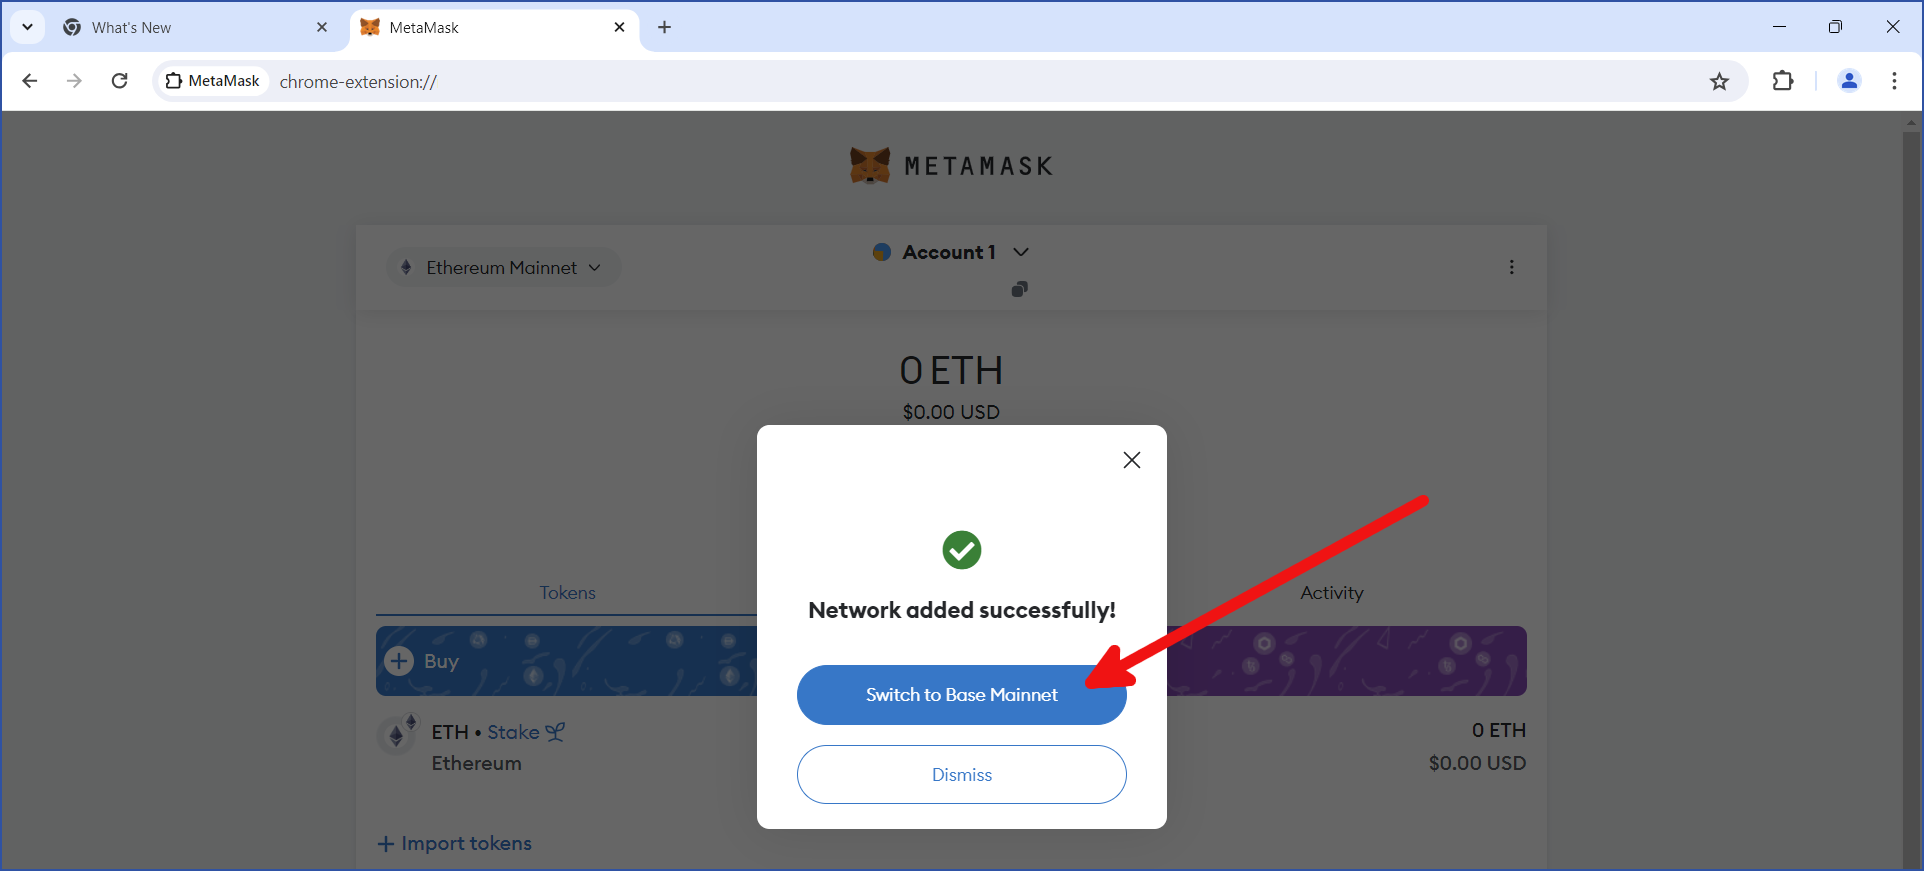 What's New
MetaMask
MetaMask
chrome-extension://
METAMASK
Ethereum Mainnet
Account 1
0 ETH
$0.00 USD
Tokens
Activity
Buy
ETH • Stake
Ethereum
0 ETH
$0.00 USD
+ Import tokens
Network added successfully!
Switch to Base Mainnet
Dismiss